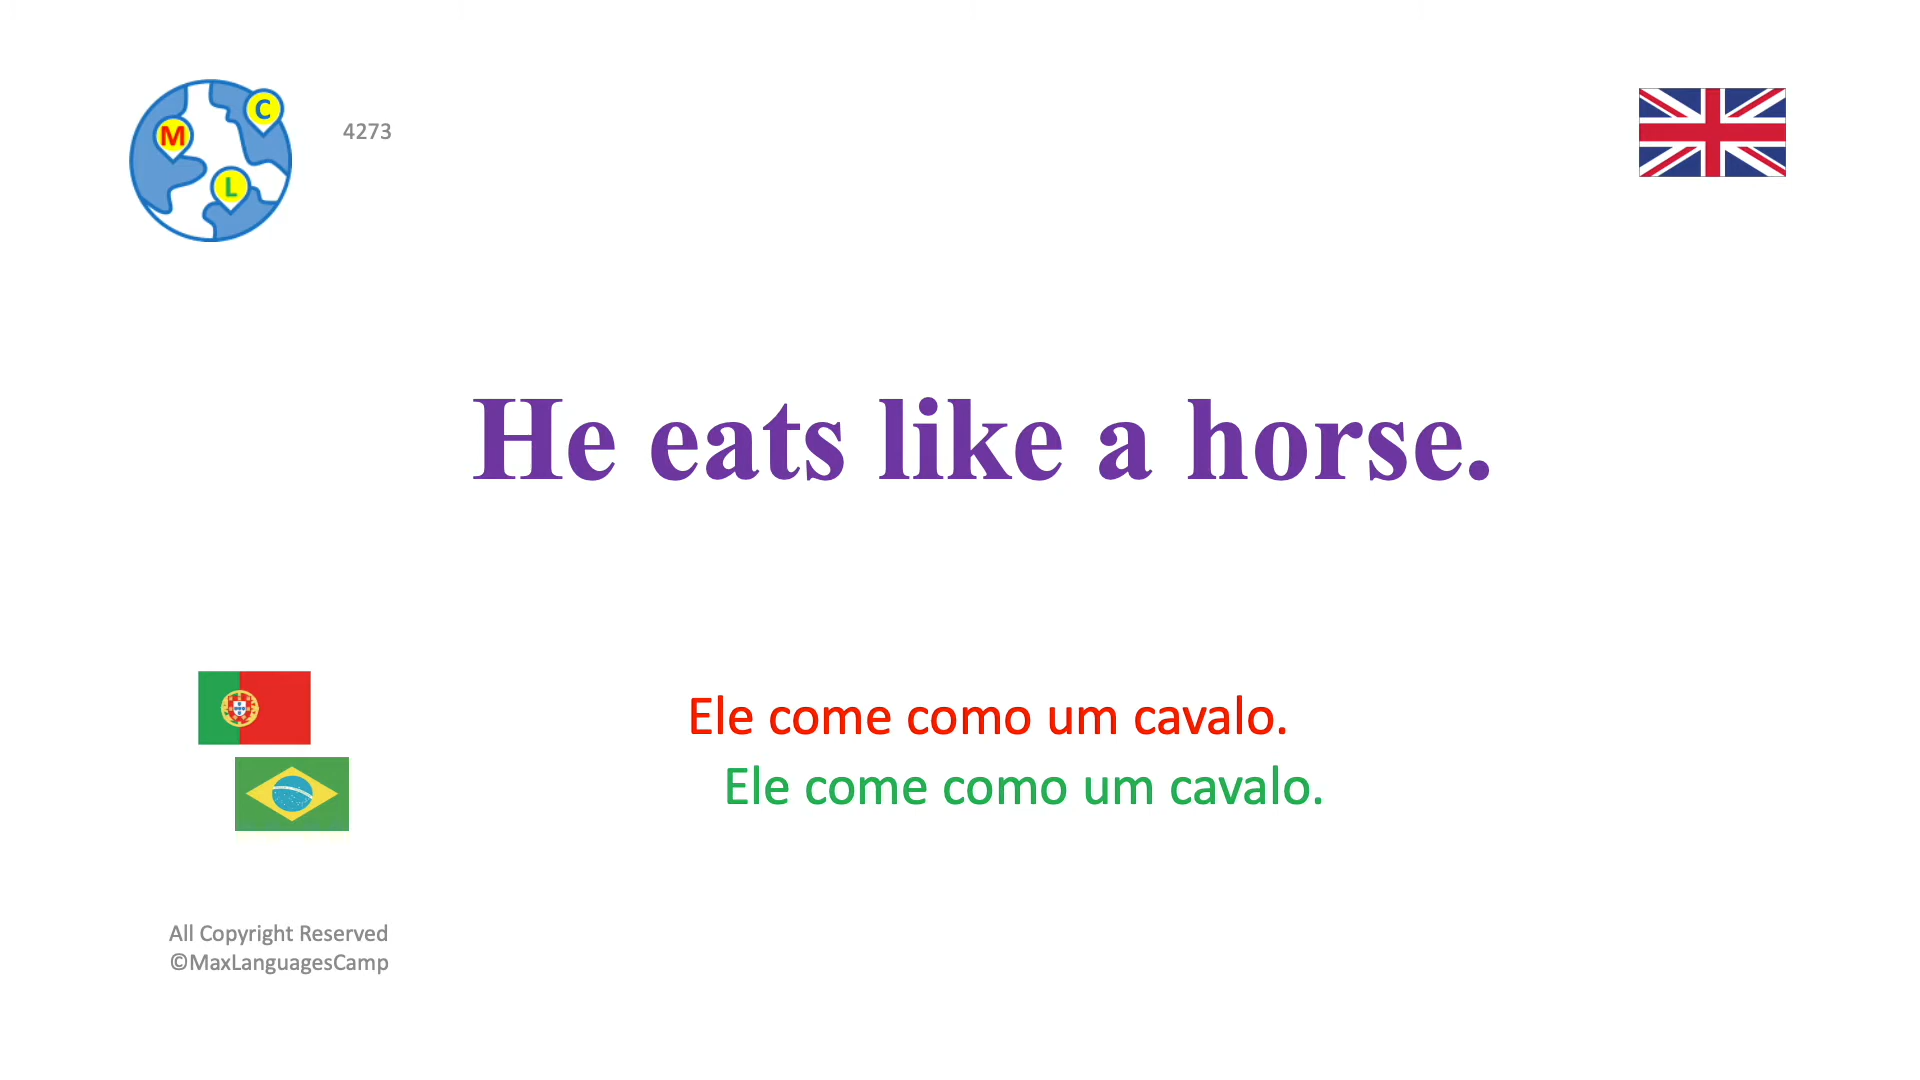 C
M
L
4273
He eats like a horse.
Ele come como um cavalo.
Ele come como um cavalo.
All Copyright Reserved
©MaxLanguagesCamp